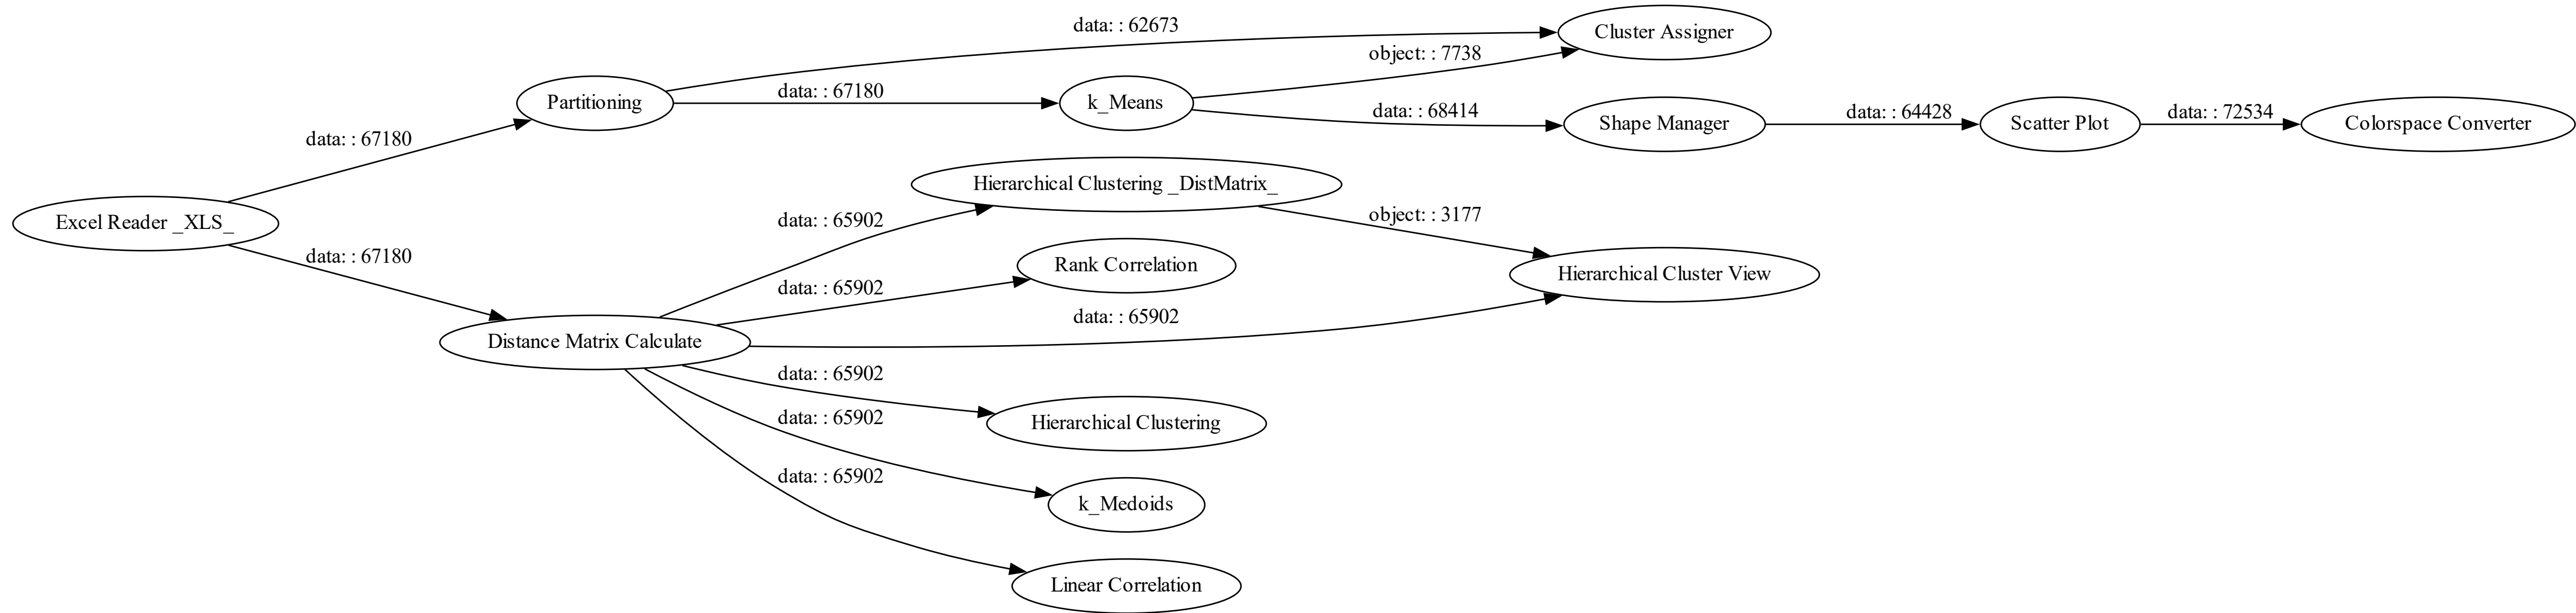 data: : 62673
Cluster Assigner
object: : 7738
Partitioning
data: : 67180
k_Means
data: : 68414
Shape Manager
data: : 64428
Scatter Plot
data: : 72534
Colorspace Converter
data: : 67180
Excel Reader _XLS_
data: : 67180
Hierarchical Clustering _DistMatrix_
data: : 65902
object: : 3177
Rank Correlation
data: : 65902
Hierarchical Cluster View
data: : 65902
Distance Matrix Calculate
data: : 65902
Hierarchical Clustering
data: : 65902
k_Medoids
data: : 65902
Linear Correlation